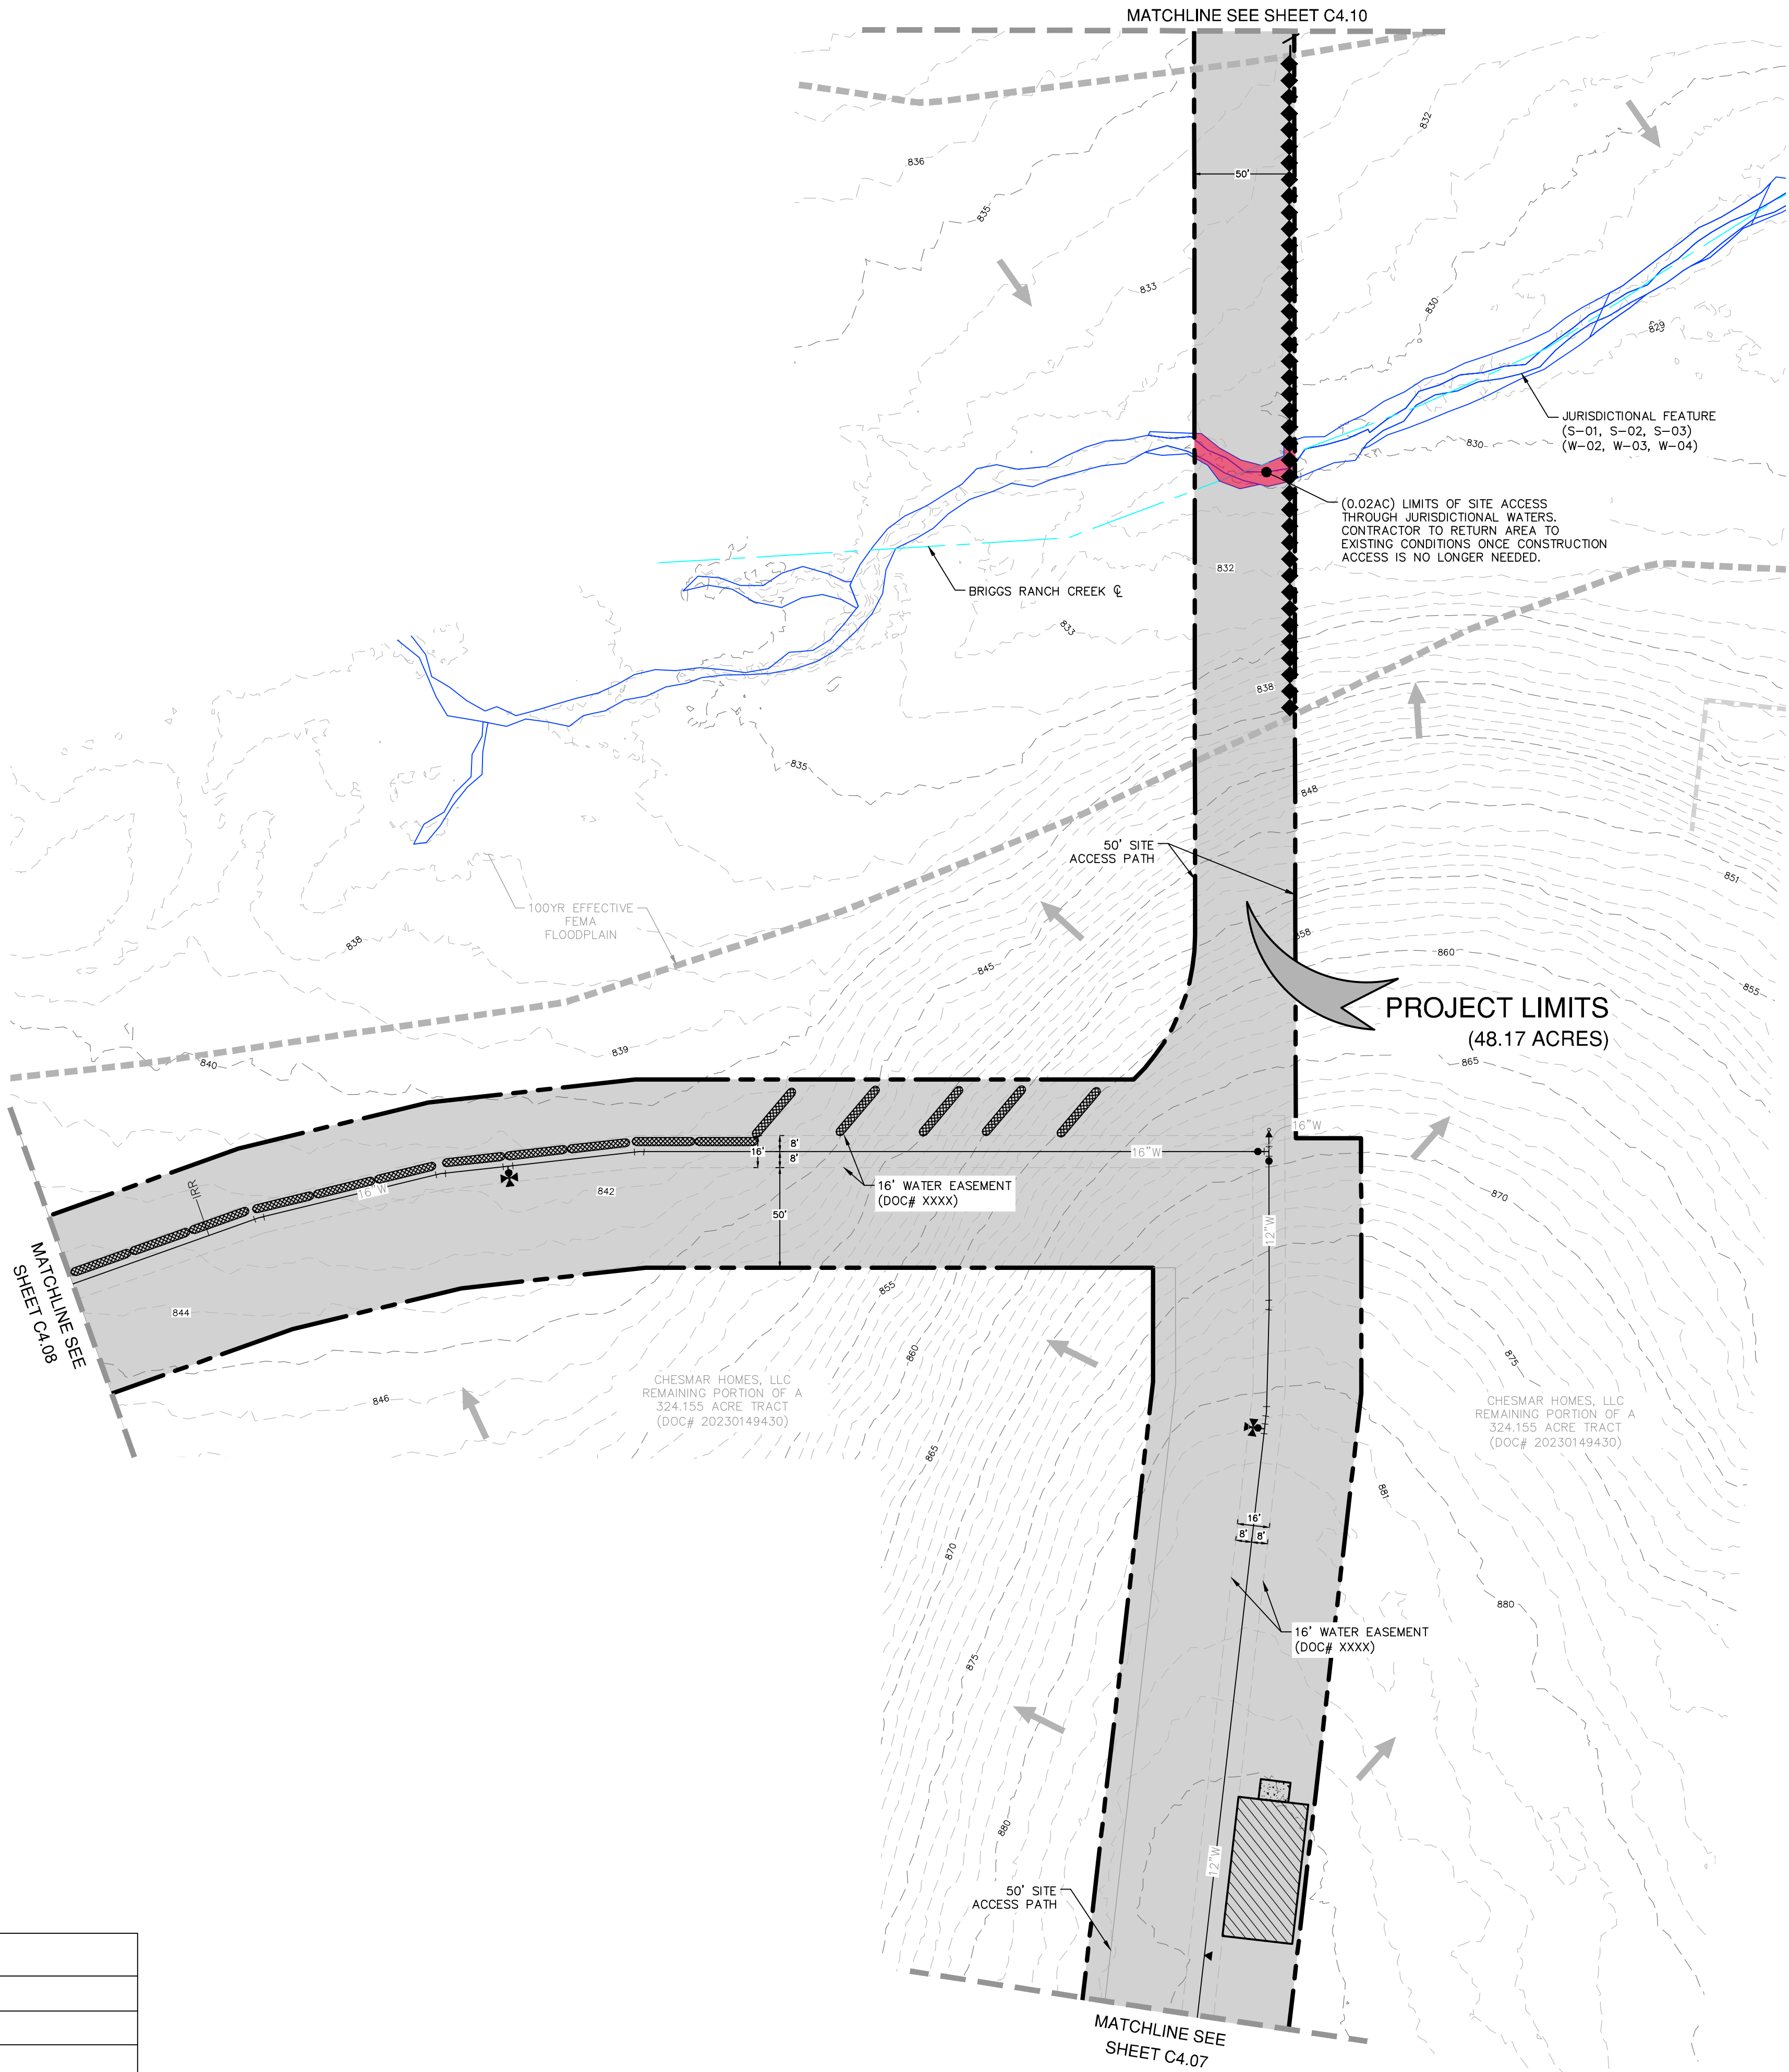 MATCHLINE SEE SHEET C4.10
832
836
50'
835
833
830
829
JURISDICTIONAL FEATURE
(S-01, S-02, S-03)
(W-02, W-03, W-04)
830
(0.02AC) LIMITS OF SITE ACCESS
THROUGH JURISDICTIONAL WATERS.
CONTRACTOR TO RETURN AREA TO
EXISTING CONDITIONS ONCE CONSTRUCTION
ACCESS IS NO LONGER NEEDED.
832
BRIGGS RANCH CREEK ℄
833
838
835
848
50' SITE
ACCESS PATH
851
100YR EFFECTIVE
FEMA
FLOODPLAIN
838
858
860
845
855
PROJECT LIMITS
(48.17 ACRES)
839
840
865
16"W
8'
16'
8'
16"W
870
IRR
16"W
842
16' WATER EASEMENT
(DOC# XXXX)
50'
12"W
MATCHLINE SEE
SHEET C4.08
844
855
860
875
846
CHESMAR HOMES, LLC
REMAINING PORTION OF A
324.155 ACRE TRACT
(DOC# 20230149430)
CHESMAR HOMES, LLC
REMAINING PORTION OF A
324.155 ACRE TRACT
(DOC# 20230149430)
865
881
16'
8' 8'
870
880
16' WATER EASEMENT
(DOC# XXXX)
875
880
12"W
50' SITE
ACCESS PATH
MATCHLINE SEE
SHEET C4.07